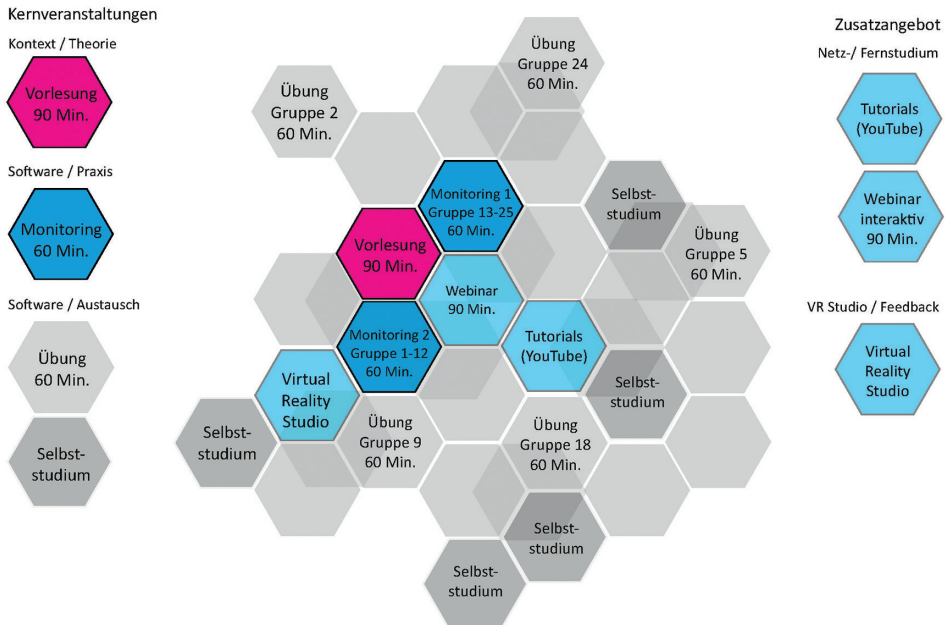 Kernveranstaltungen
Kontext / Theorie
Vorlesung
90 Min.
Software / Praxis
Monitoring
60 Min.
Software / Austausch
Übung
60 Min.
Selbst-
studium
Übung
Gruppe 24
60 Min.
Übung
Gruppe 2
60 Min.
Monitoring 1
Gruppe 13-25
60 Min.
Selbst-
studium
Vorlesung
90 Min.
Übung
Gruppe 5
60 Min.
Webinar
90 Min.
Monitoring 2
Gruppe 1-12
60 Min.
Tutorials
(YouTube)
Virtual
Reality
Studio
Selbst-
studium
Selbst-
studium
Übung
Gruppe 9
60 Min.
Übung
Gruppe 18
60 Min.
Selbst-
studium
Selbst-
studium
Zusatzangebot
Netz-/ Fernstudium
Tutorials
(YouTube)
Webinar
interaktiv
90 Min.
VR Studio / Feedback
Virtual
Reality
Studio